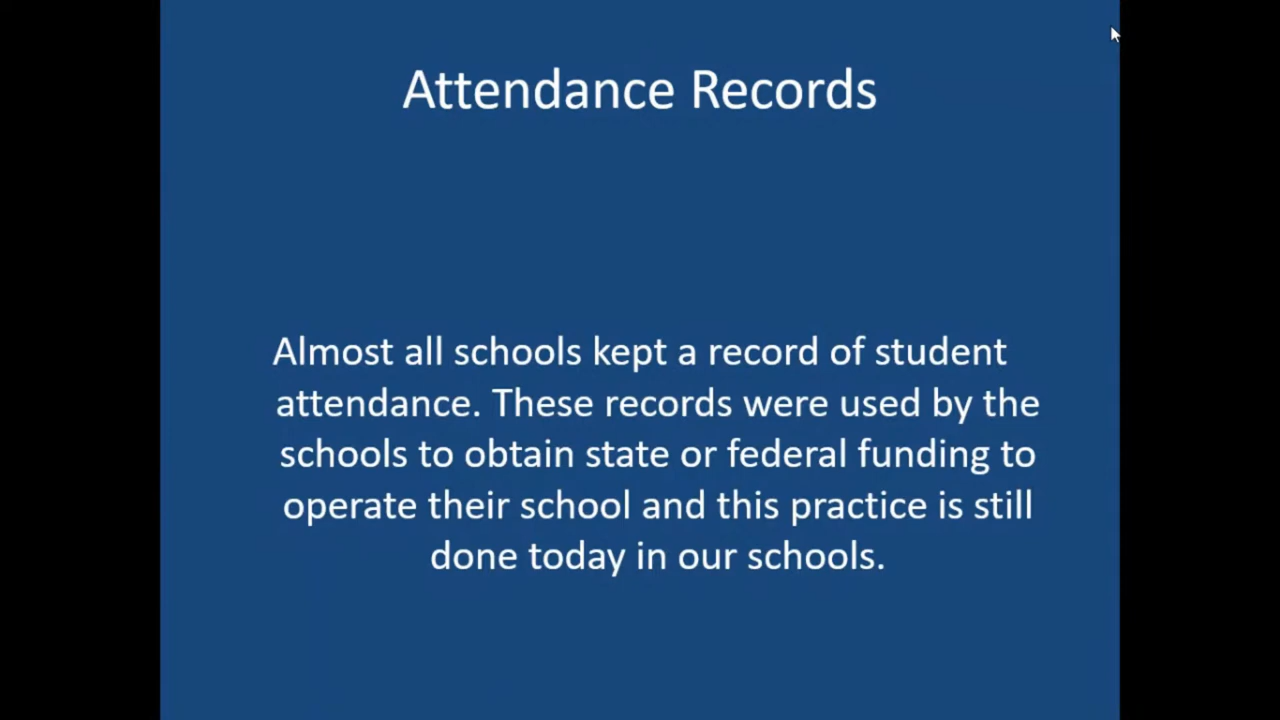 Attendance Records
Almost all schools kept a record of student
attendance. These records were used by the
schools to obtain state or federal funding to
operate their school and this practice is still
done today in our schools.